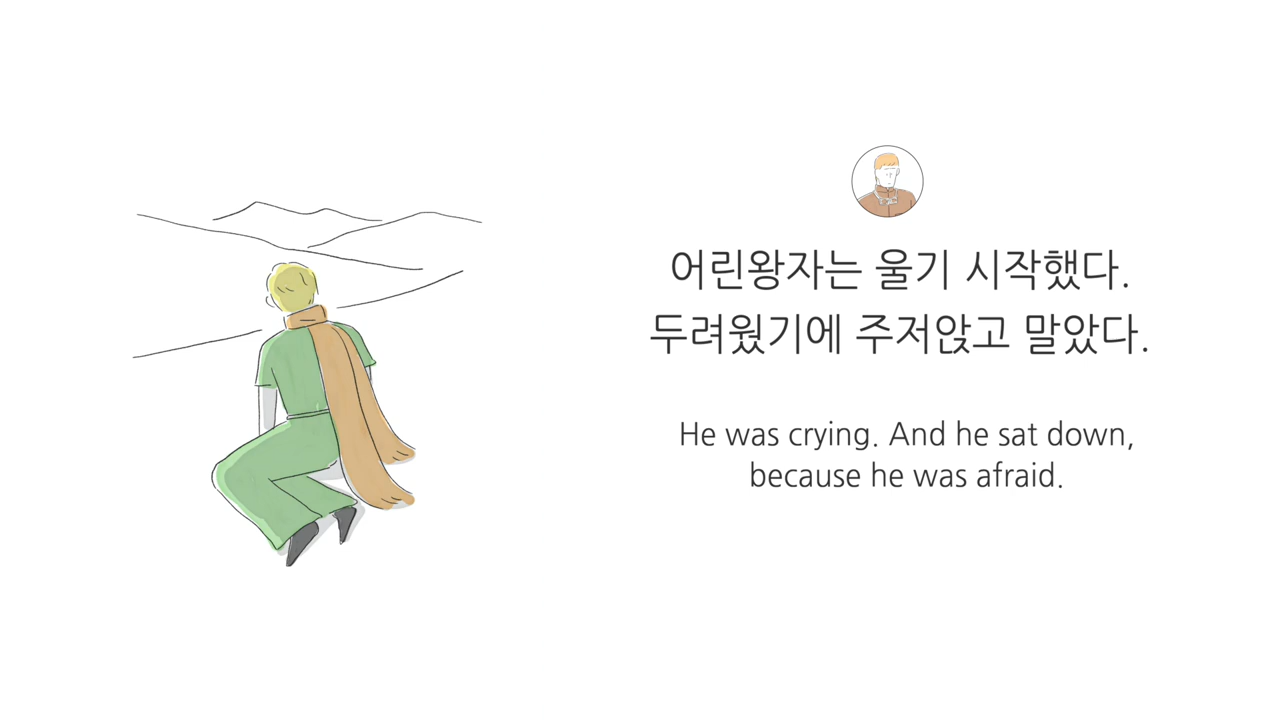 어린왕자는 울기 시작했다.
두려웠기에 주저앉고 말았다.
He was crying. And he sat down,
because he was afraid.